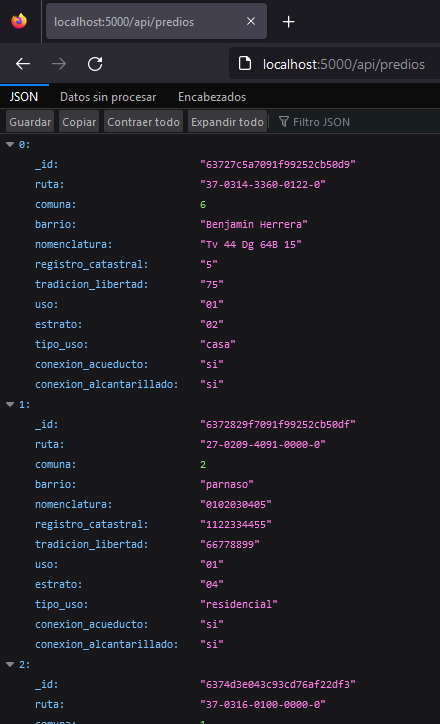 localhost:5000/api/predios
localhost:5000/api/predios
JSON Datos sin procesar Encabezados
Guardar Copiar Contraer todo Expandir todo Filtro JSON
0:
_id: "63727c5a7091f99252cb50d9"
ruta: "37-0314-3360-0122-0"
comuna: 6
barrio: "Benjamin Herrera"
nomenclatura: "Tv 44 Dg 64B 15"
registro_catastral: "5"
tradicion_libertad: "75"
uso: "01"
estrato: "02"
tipo_uso: "casa"
conexion_acueducto: "si"
conexion_alcantarillado: "si"
1:
_id: "6372829f7091f99252cb50df"
ruta: "27-0209-4091-0000-0"
comuna: 2
barrio: "parnaso"
nomenclatura: "0102030405"
registro_catastral: "1122334455"
tradicion_libertad: "66778899"
uso: "01"
estrato: "04"
tipo_uso: "residencial"
conexion_acueducto: "si"
conexion_alcantarillado: "si"
2:
_id: "6374d3e043c93cd76af22df3"
ruta: "37-0316-0100-0000-0"
comuna: 1